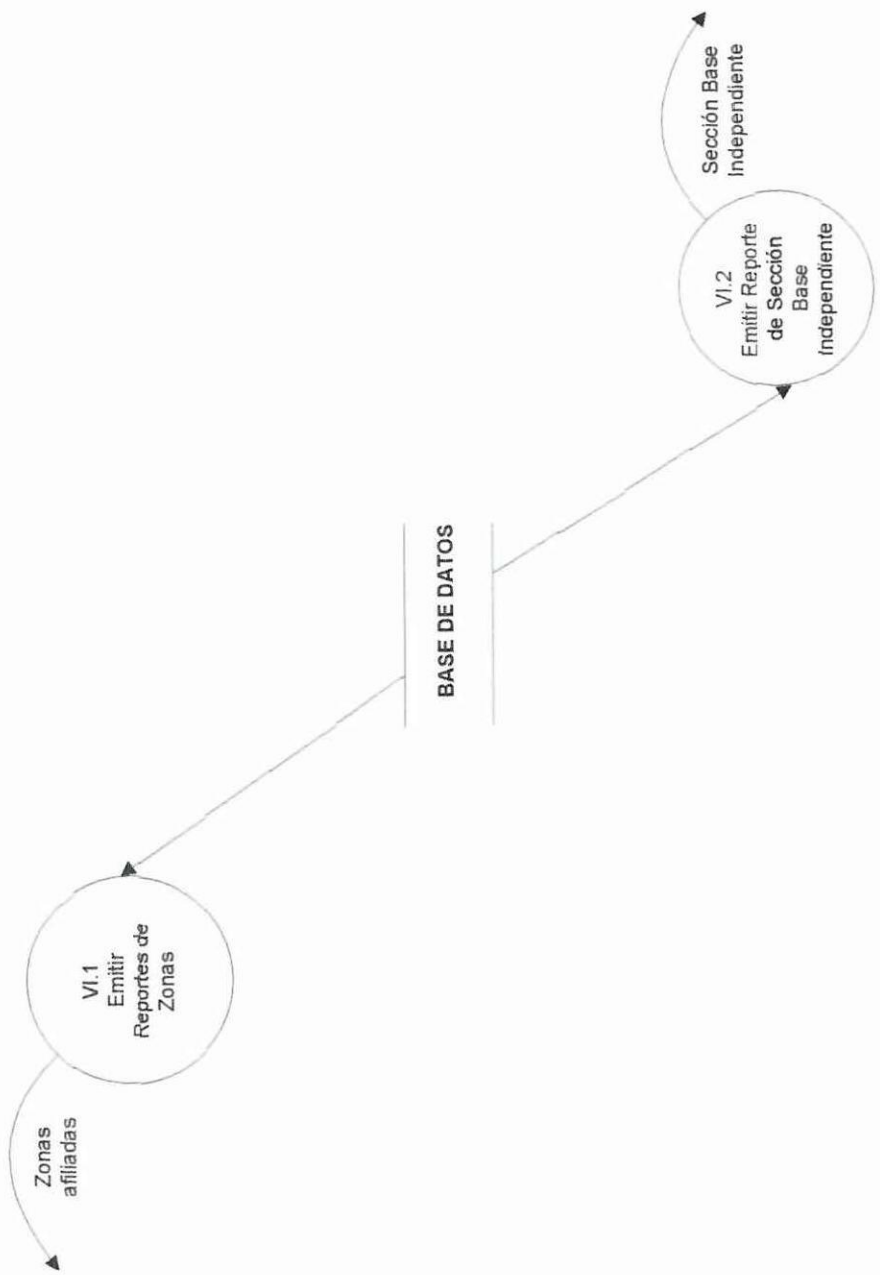 Zonas
afiliadas
VI.1
Emitir
Reportes de
Zonas
BASE DE DATOS
VI.2
Emitir Reporte
de Sección
Base
Independiente
Sección Base
Independiente